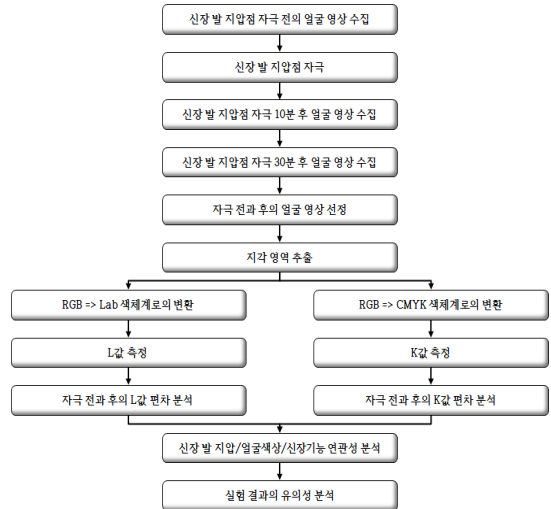 신장 발 지압점 자극 전의 얼굴 영상 수집
신장 발 지압점 자극
신장 발 지압점 자극 10분 후 얼굴 영상 수집
신장 발 지압점 자극 30분 후 얼굴 영상 수집
자극 전과 후의 얼굴 영상 선정
지각 영역 추출
RGB => Lab 색체계로의 변환
L값 측정
자극 전과 후의 L값 편차 분석
RGB => CMYK 색체계로의 변환
K값 측정
자극 전과 후의 K값 편차 분석
신장 발 지압/얼굴색상/신장기능 연관성 분석
실험 결과의 유의성 분석